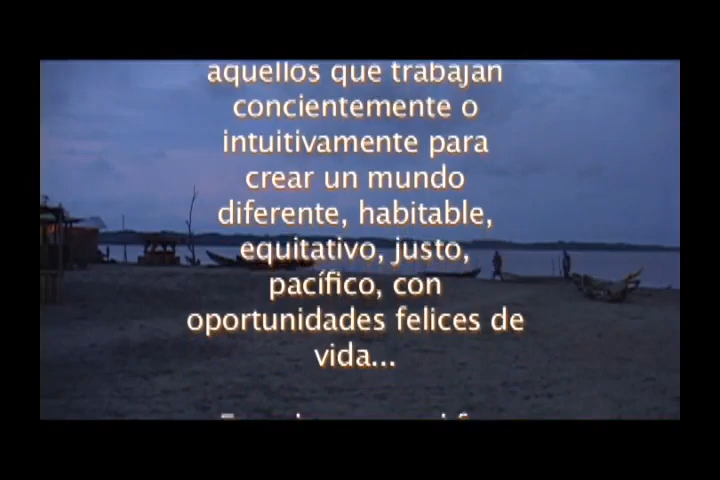 aquellos que trabajan
concientemente o
intuitivamente para
crear un mundo
diferente, habitable,
equitativo, justo,
pacífico, con
oportunidades felices de
vida...